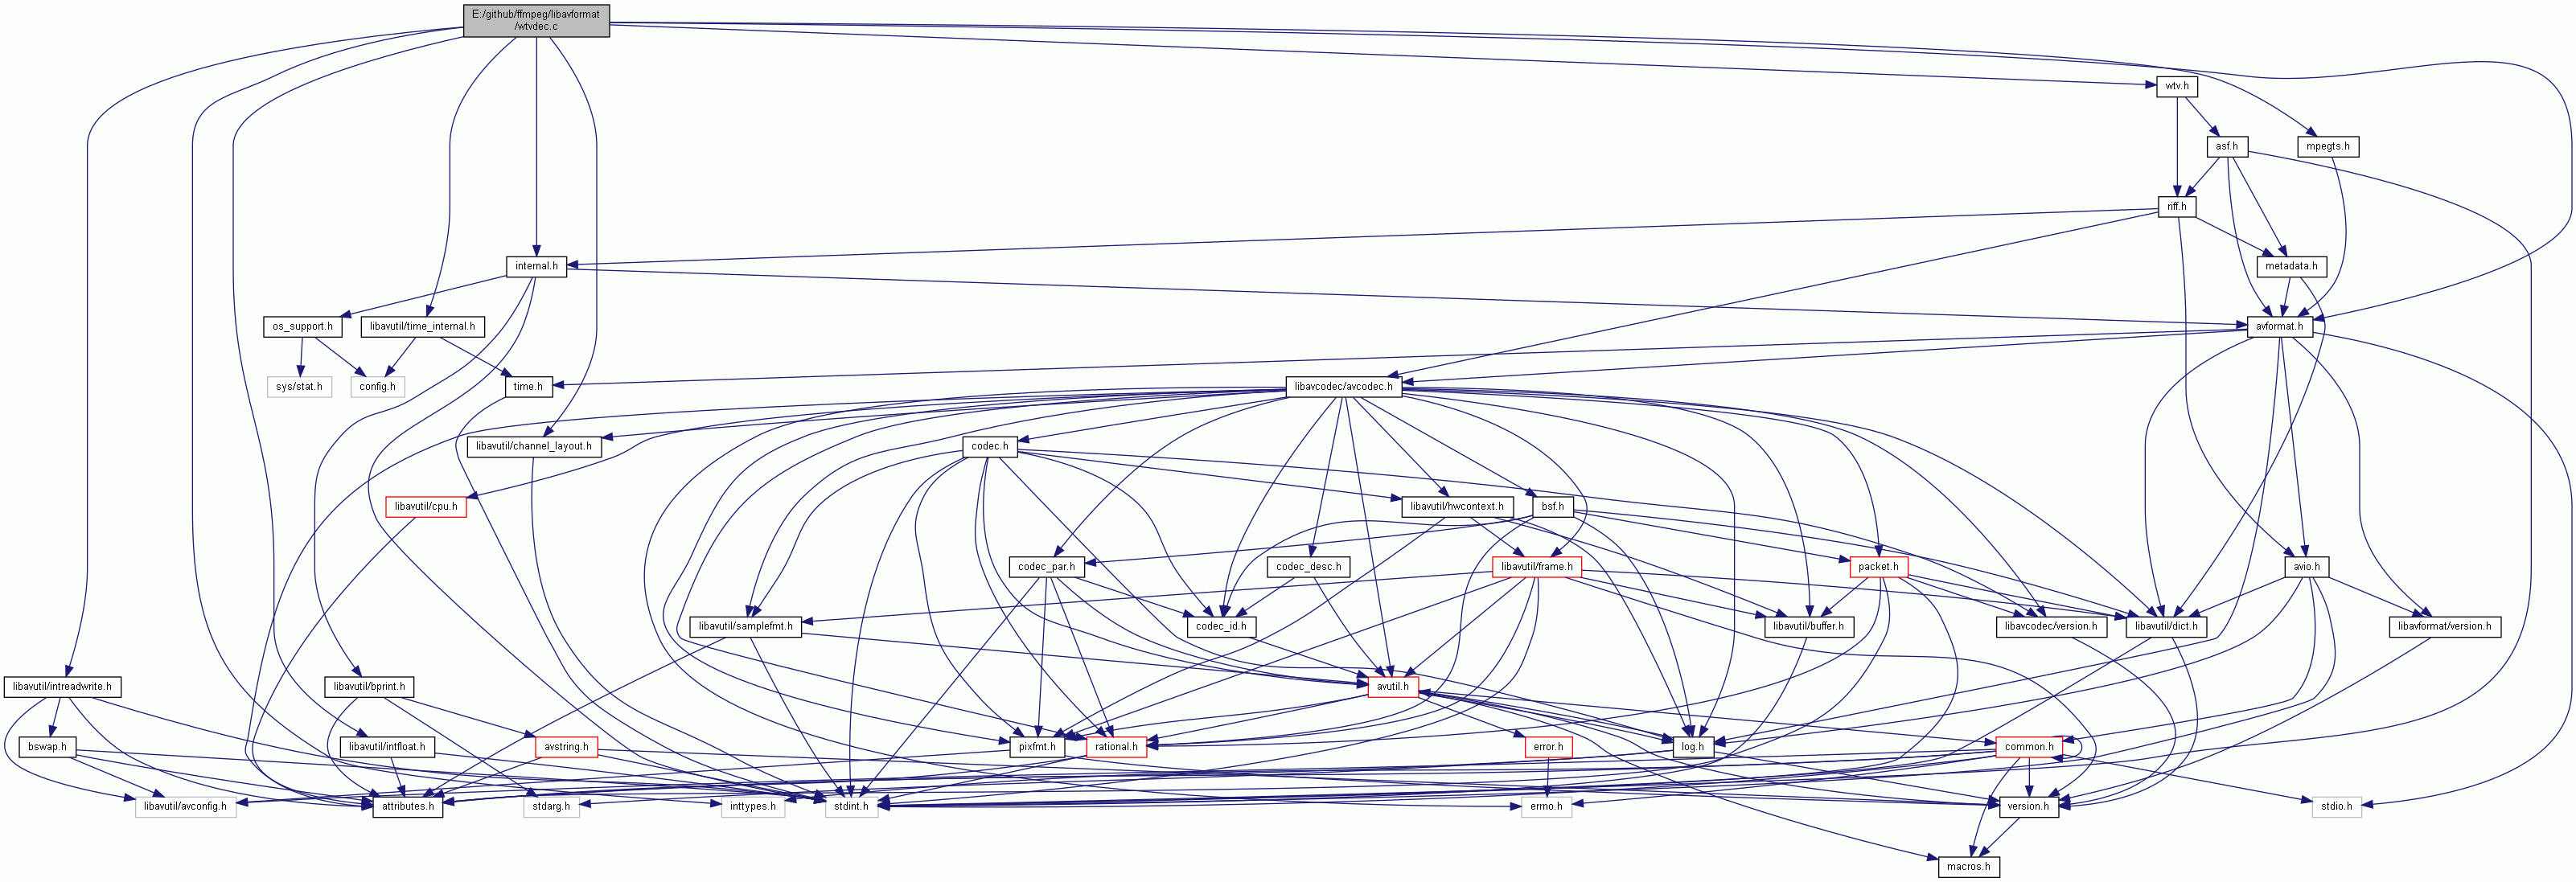 E:/github/ffmpeg/libavformat
/wtvdec.c
wtv.h
asf.h
mpegts.h
riff.h
internal.h
metadata.h
os_support.h
libavutil/time_internal.h
avformat.h
sys/stat.h
config.h
time.h
libavcodec/avcodec.h
libavutil/channel_layout.h
codec.h
libavutil/cpu.h
libavutil/hwcontext.h
bsf.h
codec_par.h
codec_desc.h
libavutil/frame.h
packet.h
avio.h
libavutil/samplefmt.h
codec_id.h
libavutil/buffer.h
libavcodec/version.h
libavutil/dict.h
libavformat/version.h
libavutil/intreadwrite.h
libavutil/bprint.h
avutil.h
bswap.h
libavutil/intfloat.h
avstring.h
pixfmt.h
rational.h
log.h
error.h
common.h
libavutil/avconfig.h
attributes.h
stdarg.h
inttypes.h
stdint.h
errno.h
version.h
stdio.h
macros.h